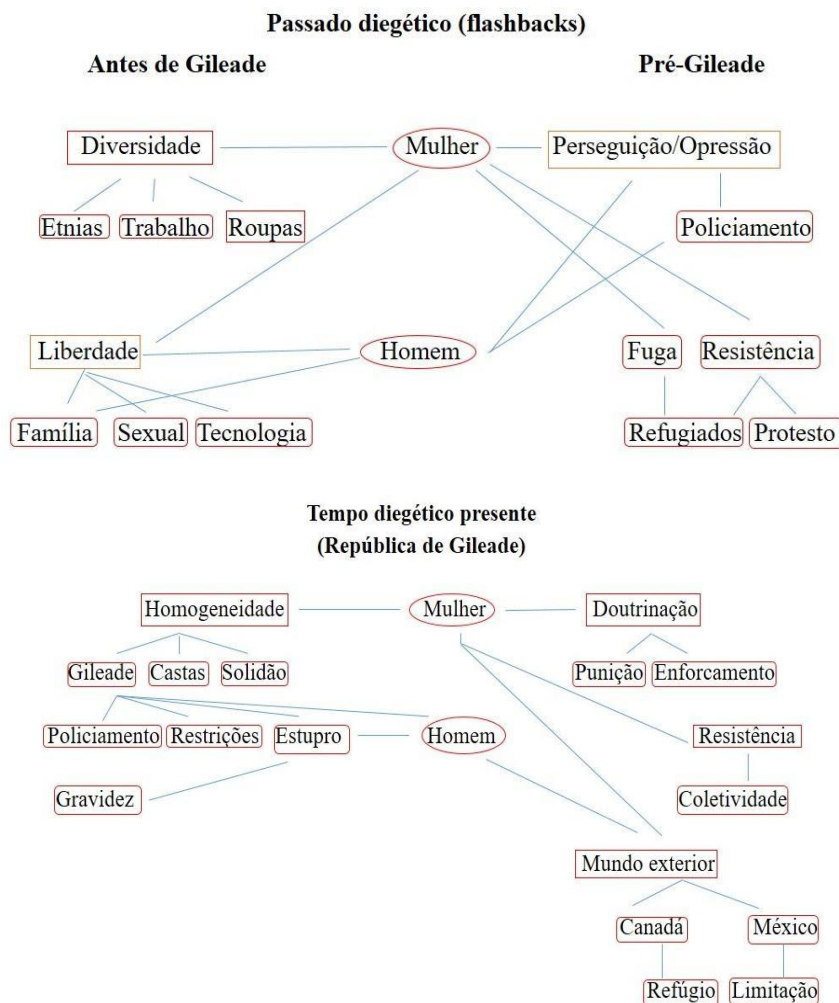 Passado diegético (flashbacks)
Antes de Gileade
Pré-Gileade
Diversidade
Mulher
Perseguição/Opressão
Etnias
Trabalho
Roupas
Policiamento
Liberdade
Homem
Fuga
Resistência
Família
Sexual
Tecnologia
Refugiados
Protesto
Tempo diegético presente
(República de Gileade)
Homogeneidade
Mulher
Doutrinação
Gileade
Castas
Solidão
Punição
Enforcamento
Policiamento
Restrições
Estupro
Homem
Resistência
Gravidez
Coletividade
Mundo exterior
Canadá
México
Refúgio
Limitação